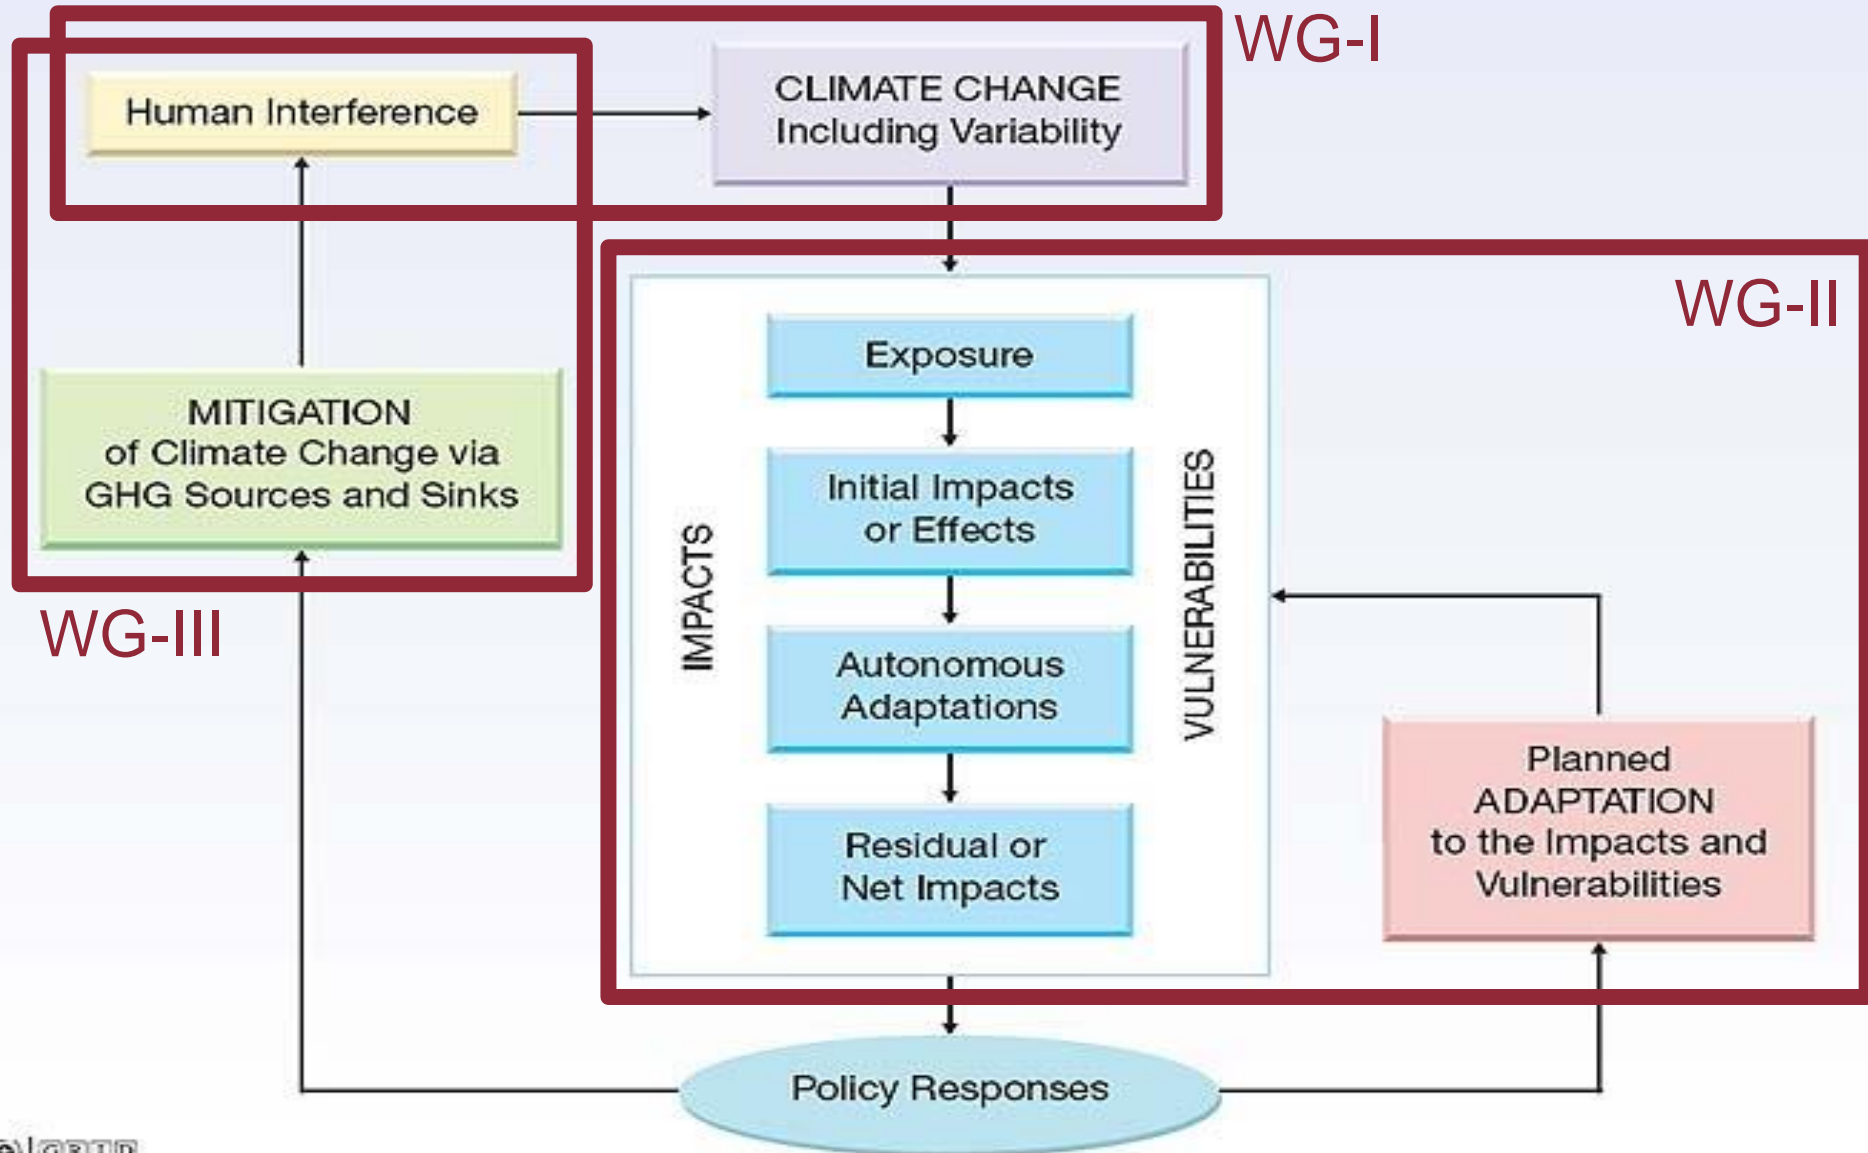 WG-I
Human Interference
CLIMATE CHANGE
Including Variability
WG-II
Exposure
MITIGATION
of Climate Change via
GHG Sources and Sinks
Initial Impacts
or Effects
IMPACTS
VULNERABILITIES
WG-III
Autonomous
Adaptations
Planned
ADAPTATION
to the Impacts and
Vulnerabilities
Residual or
Net Impacts
Policy Responses